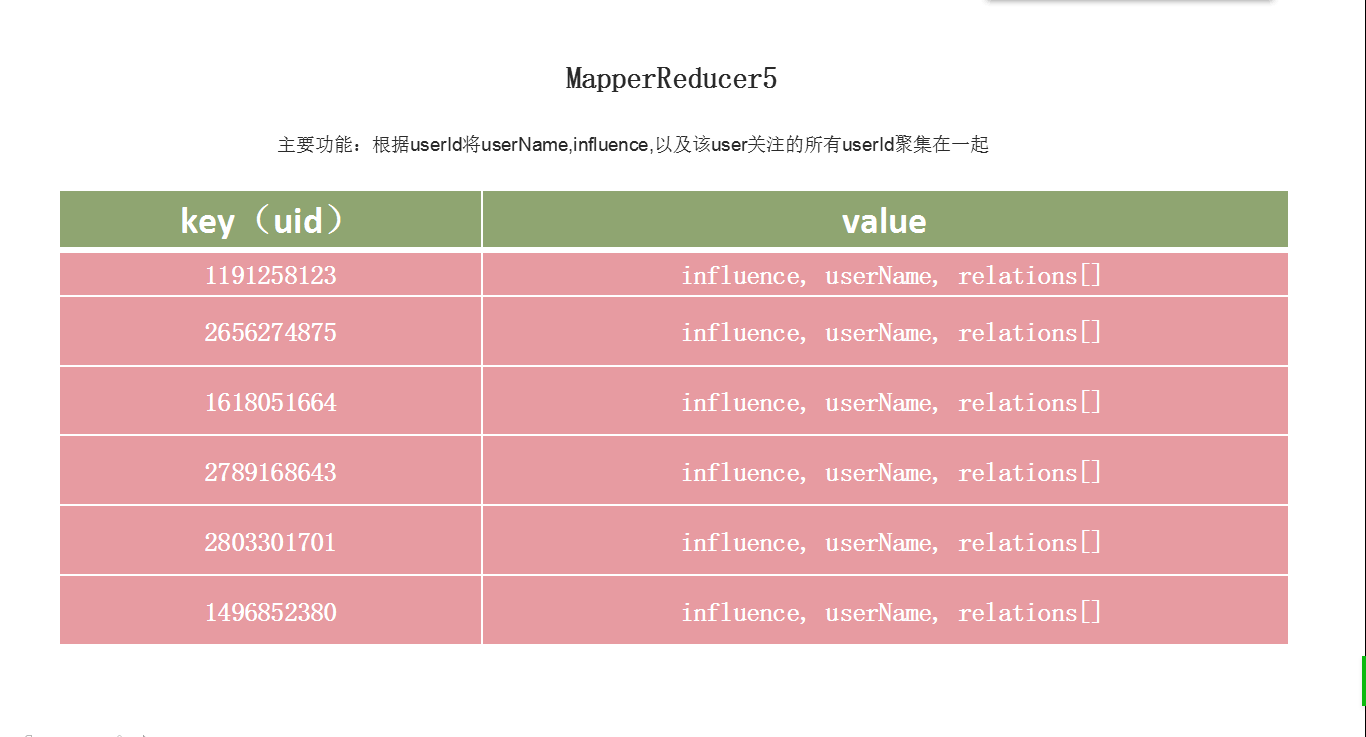 MapperReducer5
主要功能：根据userId将userName,influence,以及该user关注的所有userId聚集在一起
key（uid） value
1191258123 influence, userName, relations[]
2656274875 influence, userName, relations[]
1618051664 influence, userName, relations[]
2789168643 influence, userName, relations[]
2803301701 influence, userName, relations[]
1496852380 influence, userName, relations[]